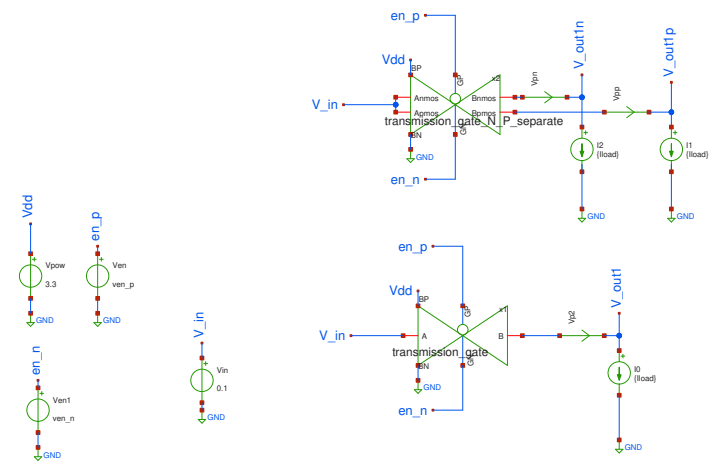 en_p
Vdd
BP
GP
x2
V_in
Anmos
Apmos
Bnmos
Bpmos
Vpn
Vpp
V_out1n
V_out1p
transmission_gate_N_P_separate
BN
GND
en_n
I2
{Iload}
GND
I1
{Iload}
GND
Vdd
Vpow
3.3
GND
en_p
Ven
ven_p
GND
en_n
Ven1
ven_n
GND
V_in
Vin
0.1
GND
en_p
Vdd
BP
GP
x1
V_in
A
B
Vp2
V_out1
transmission_gate
BN
GND
en_n
I0
{Iload}
GND